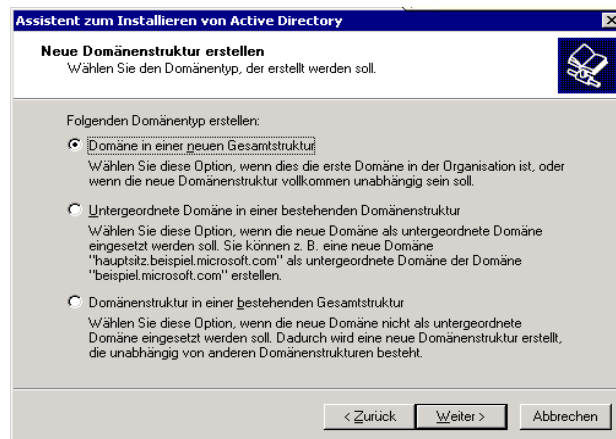 Assistent zum Installieren von Active Directory
Neue Domänenstruktur erstellen
Wählen Sie den Domänentyp, der erstellt werden soll.
Folgenden Domänentyp erstellen:
Domäne in einer neuen Gesamtstruktur
Wählen Sie diese Option, wenn dies die erste Domäne in der Organisation ist, oder
wenn die neue Domänenstruktur vollkommen unabhängig sein soll.
Untergeordnete Domäne in einer bestehenden Domänenstruktur
Wählen Sie diese Option, wenn die neue Domäne als untergeordnete Domäne
eingesetzt werden soll. Sie können z. B. eine neue Domäne
"hauptsitz.beispiel.microsoft.com" als untergeordnete Domäne der Domäne
"beispiel.microsoft.com" erstellen.
Domänenstruktur in einer bestehenden Gesamtstruktur
Wählen Sie diese Option, wenn die neue Domäne nicht als untergeordnete
Domäne eingesetzt werden soll. Dadurch wird eine neue Domänenstruktur erstellt,
die unabhängig von anderen Domänenstrukturen besteht.
< Zurück Weiter > Abbrechen